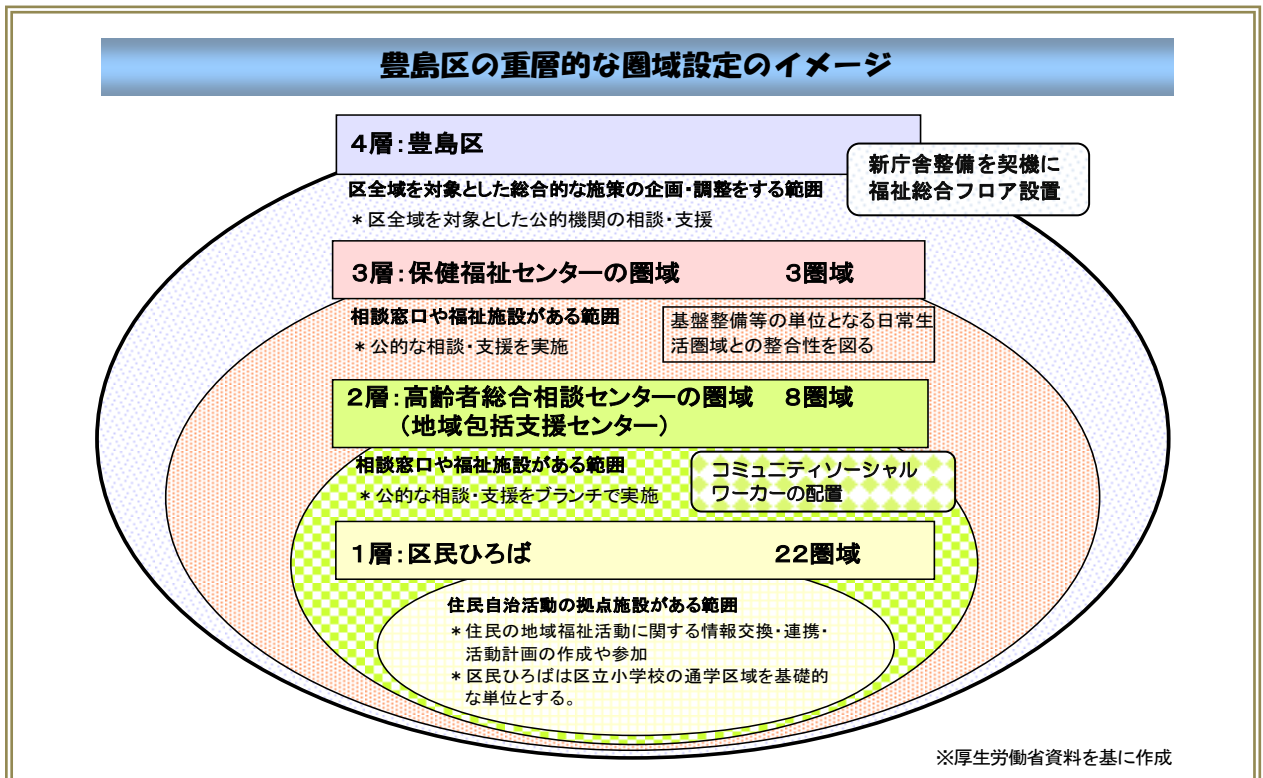 豊島区の重層的な圏域設定のイメージ
4層:豊島区
新庁舎整備を契機に
福祉総合フロア設置
区全域を対象とした総合的な施策の企画・調整をする範囲
＊区全域を対象とした公的機関の相談・支援
3層:保健福祉センターの圏域 3圏域
相談窓口や福祉施設がある範囲
＊公的な相談・支援を実施
基盤整備等の単位となる日常生
活圏域との整合性を図る
2層:高齢者総合相談センターの圏域 8圏域
(地域包括支援センター)
相談窓口や福祉施設がある範囲
＊公的な相談・支援をブランチで実施
コミュニティソーシャル
ワーカーの配置
1層:区民ひろば 22圏域
住民自治活動の拠点施設がある範囲
＊住民の地域福祉活動に関する情報交換・連携・
活動計画の作成や参加
＊区民ひろばは区立小学校の通学区域を基礎的
な単位とする。
※厚生労働省資料を基に作成